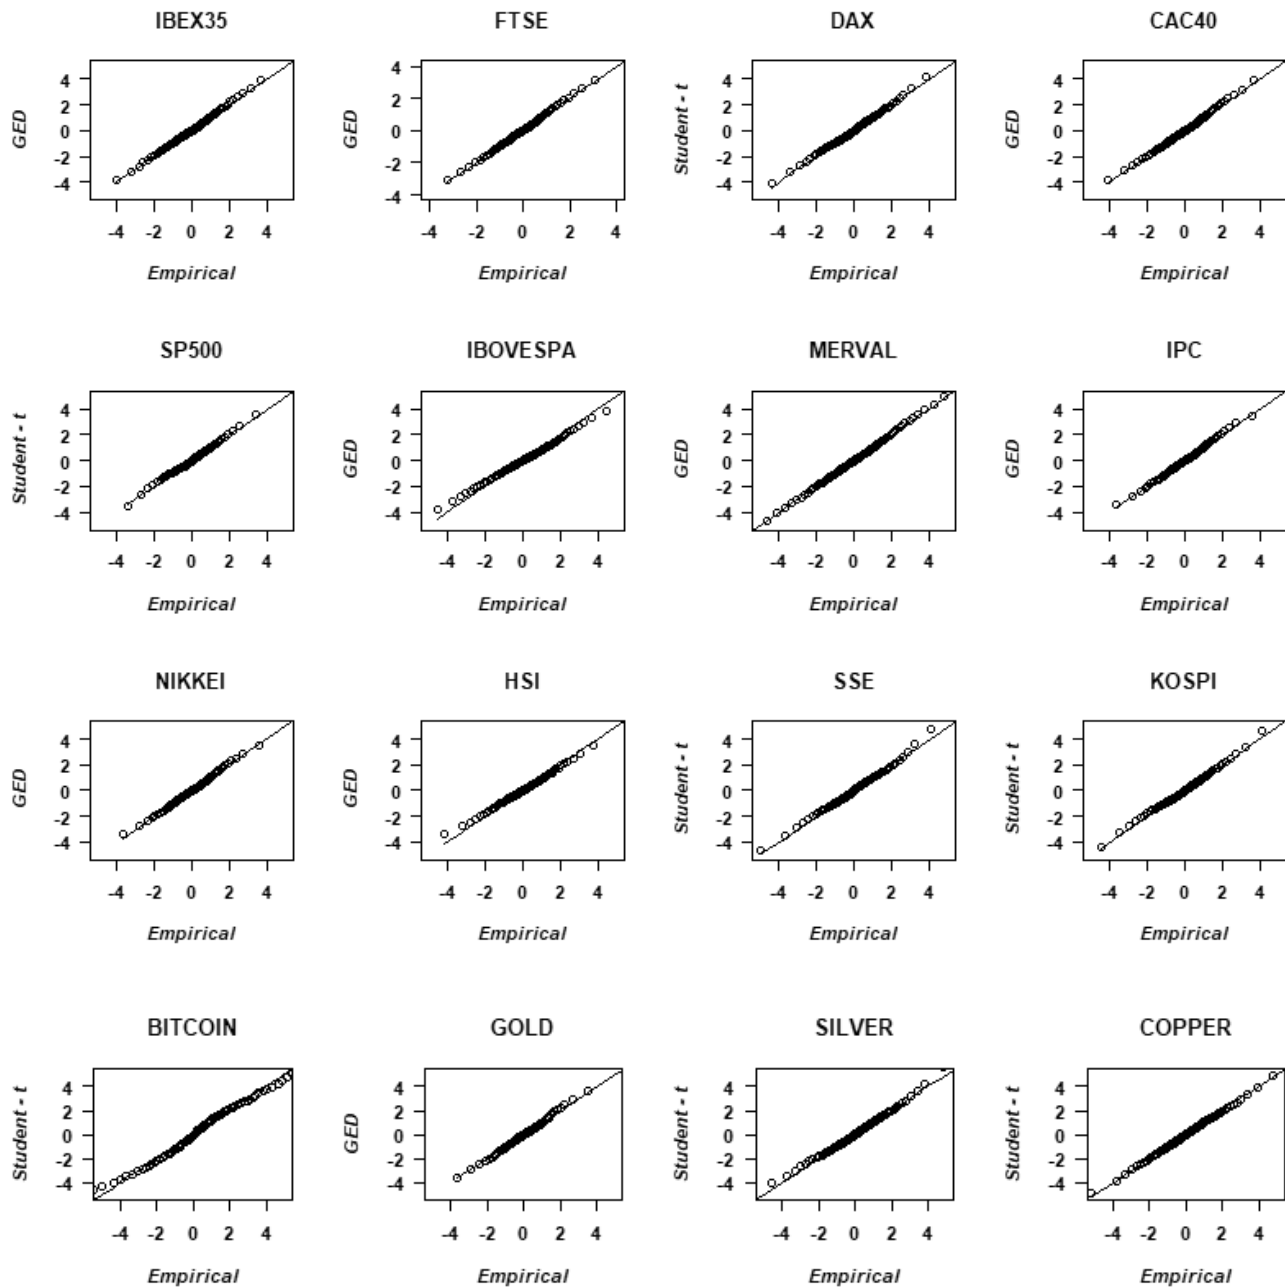 IBEX35 FTSE DAX CAC40
GED GED Student - t GED
4 4 4 4
2 2 2 2
0 0 0 0
-2 -2 -2 -2
-4 -4 -4 -4
-4 -2 0 2 4 -4 -2 0 2 4 -4 -2 0 2 4 -4 -2 0 2 4
Empirical Empirical Empirical Empirical
SP500 IBOVESPA MERVAL IPC
Student - t GED GED GED
4 4 4 4
2 2 2 2
0 0 0 0
-2 -2 -2 -2
-4 -4 -4 -4
-4 -2 0 2 4 -4 -2 0 2 4 -4 -2 0 2 4 -4 -2 0 2 4
Empirical Empirical Empirical Empirical
NIKKEI HSI SSE KOSPI
GED GED Student - t Student - t
4 4 4 4
2 2 2 2
0 0 0 0
-2 -2 -2 -2
-4 -4 -4 -4
-4 -2 0 2 4 -4 -2 0 2 4 -4 -2 0 2 4 -4 -2 0 2 4
Empirical Empirical Empirical Empirical
BITCOIN GOLD SILVER COPPER
Student - t GED Student - t Student - t
4 4 4 4
2 2 2 2
0 0 0 0
-2 -2 -2 -2
-4 -4 -4 -4
-4 -2 0 2 4 -4 -2 0 2 4 -4 -2 0 2 4 -4 -2 0 2 4
Empirical Empirical Empirical Empirical